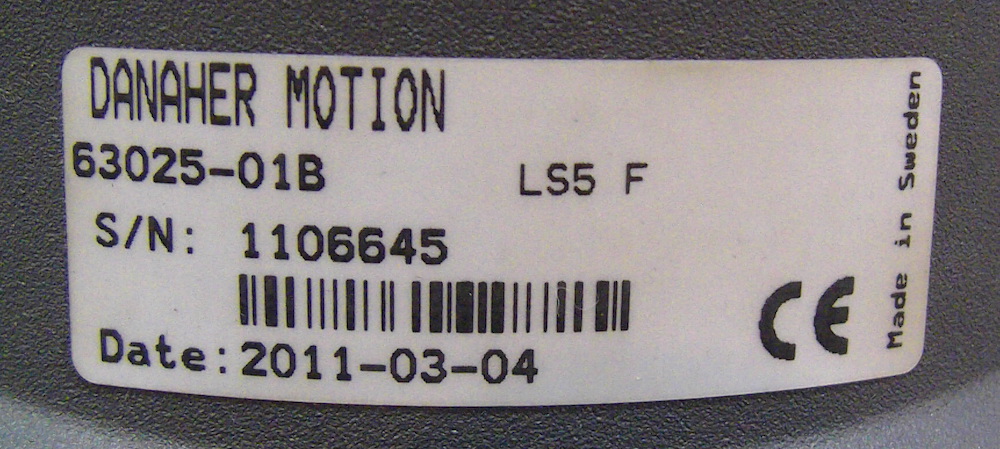 DANAHER MOTION
63025-01B LS5 F
S/N: 1106645
Date: 2011-03-04
CE
Made in Sweden